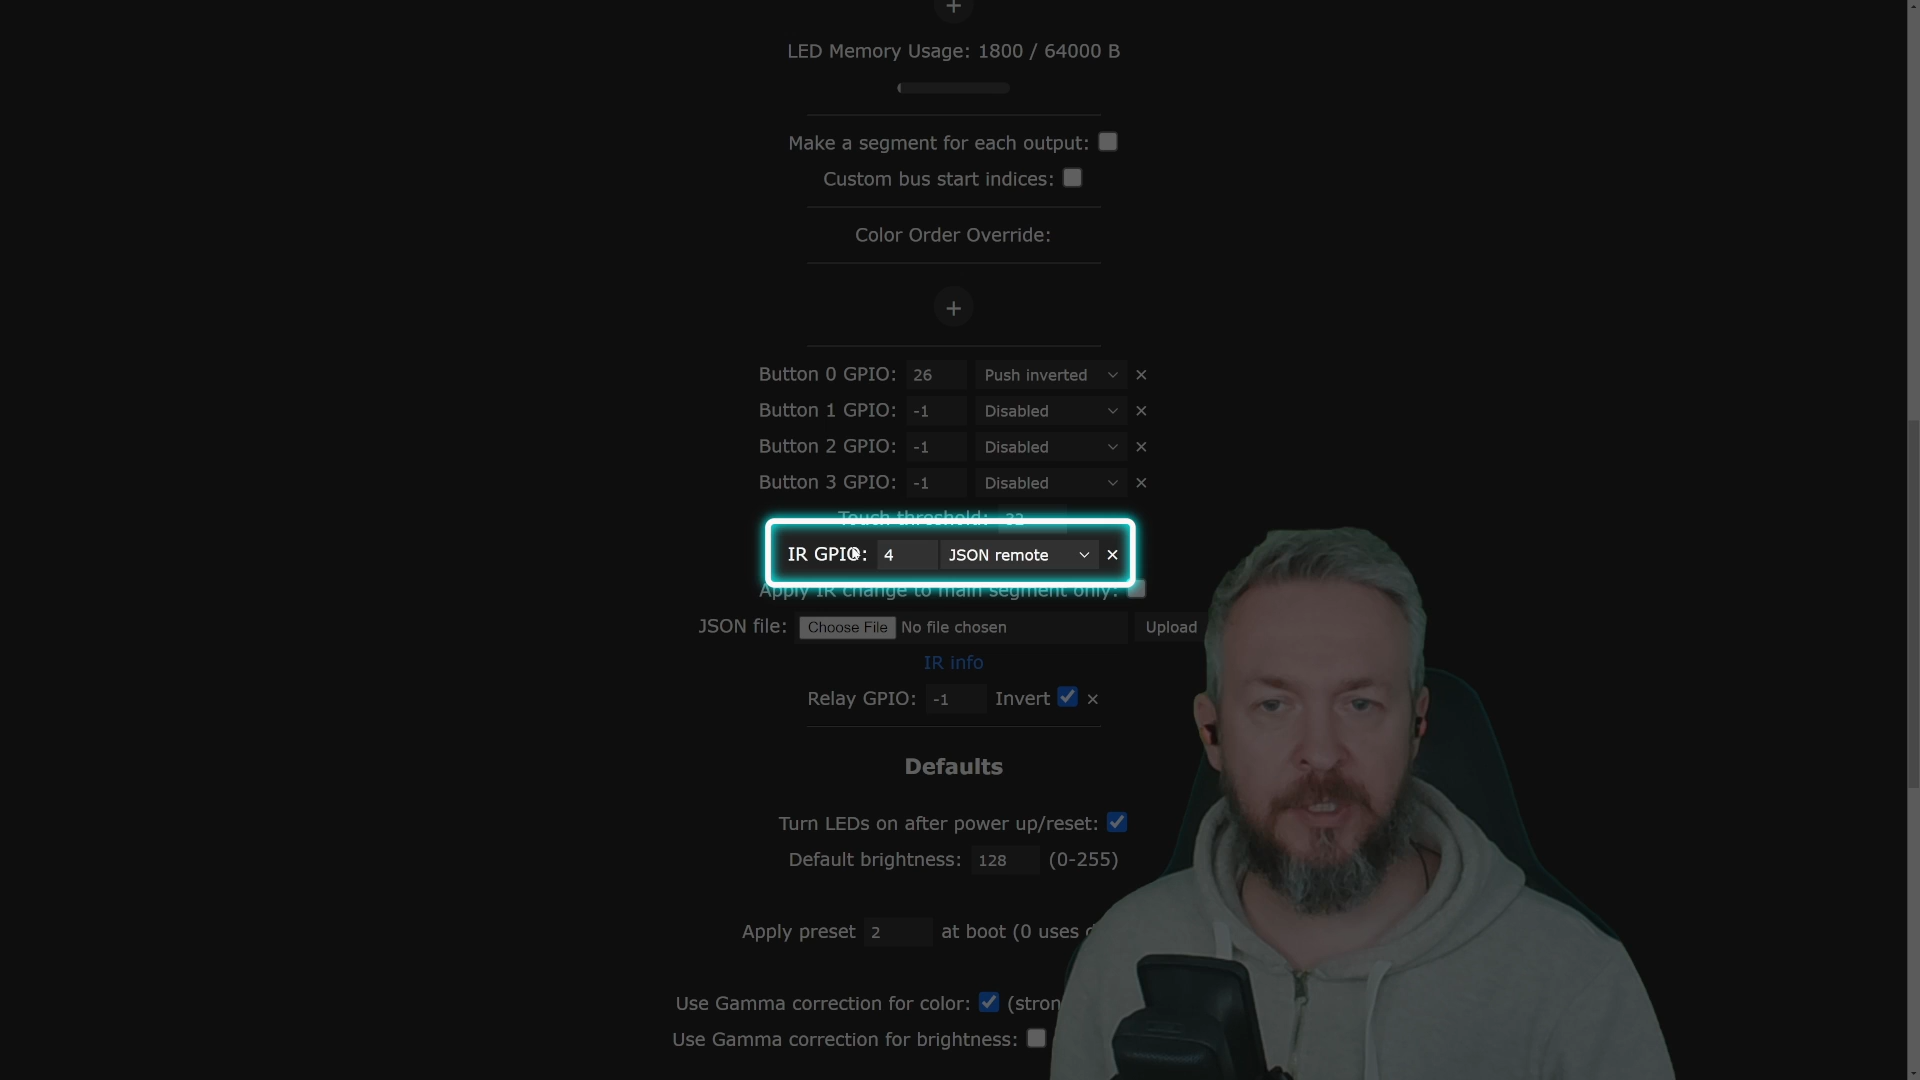 +
LED Memory Usage: 1800 / 64000 B
Make a segment for each output:
Custom bus start indices:
Color Order Override:
+
Button 0 GPIO: 26 Push inverted ×
Button 1 GPIO: -1 Disabled ×
Button 2 GPIO: -1 Disabled ×
Button 3 GPIO: -1 Disabled ×
Touch threshold: 32
IR GPIO: 4 JSON remote ×
Apply IR change to main segment only:
JSON file: Choose File No file chosen Upload
IR info
Relay GPIO: -1 Invert ×
Defaults
Turn LEDs on after power up/reset:
Default brightness: 128 (0-255)
Apply preset 2 at boot (0 uses
Use Gamma correction for color: (stron
Use Gamma correction for brightness: